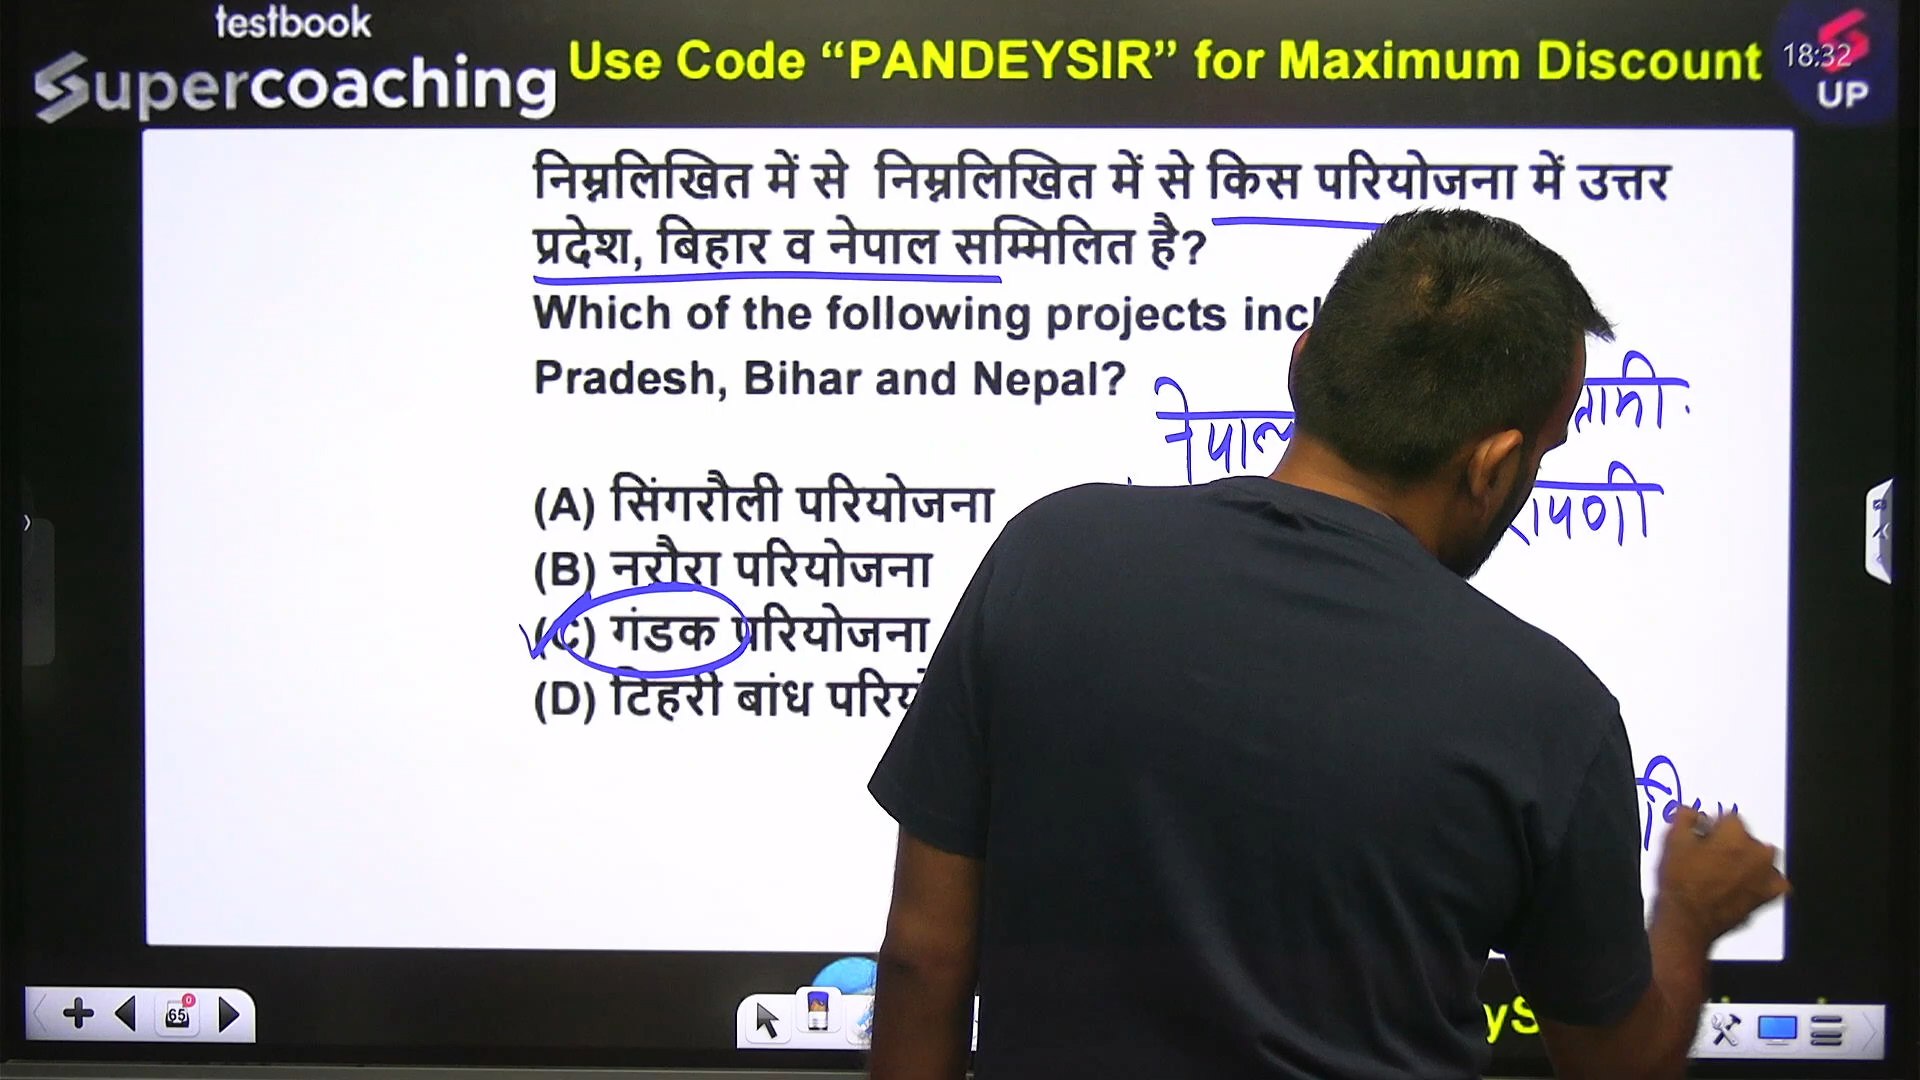 testbook
Supercoaching
Use Code “PANDEYSIR” for Maximum Discount
18:32
UP
निम्नलिखित में से निम्नलिखित में से किस परियोजना में उत्तर
प्रदेश, बिहार व नेपाल सम्मिलित है?
Which of the following projects incl
Pradesh, Bihar and Nepal?
नेपाल
(A) सिंगरौली परियोजना
(B) नरौरा परियोजना
(C) गंडक परियोजना
(D) टिहरी बांध परियो
65
0
yS